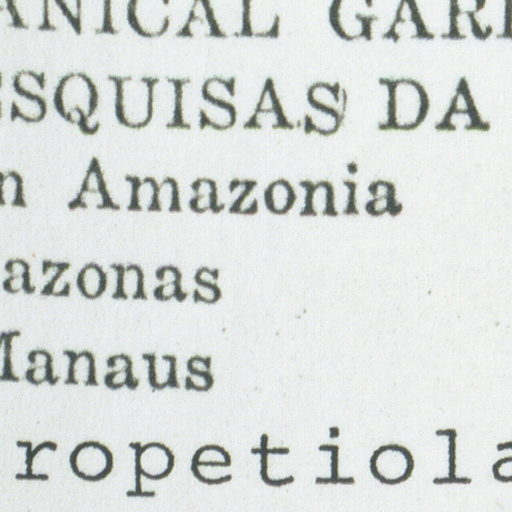 ANICAL GAR
ESQUISAS DA
n Amazonia
azonas
Manaus
ropetiola